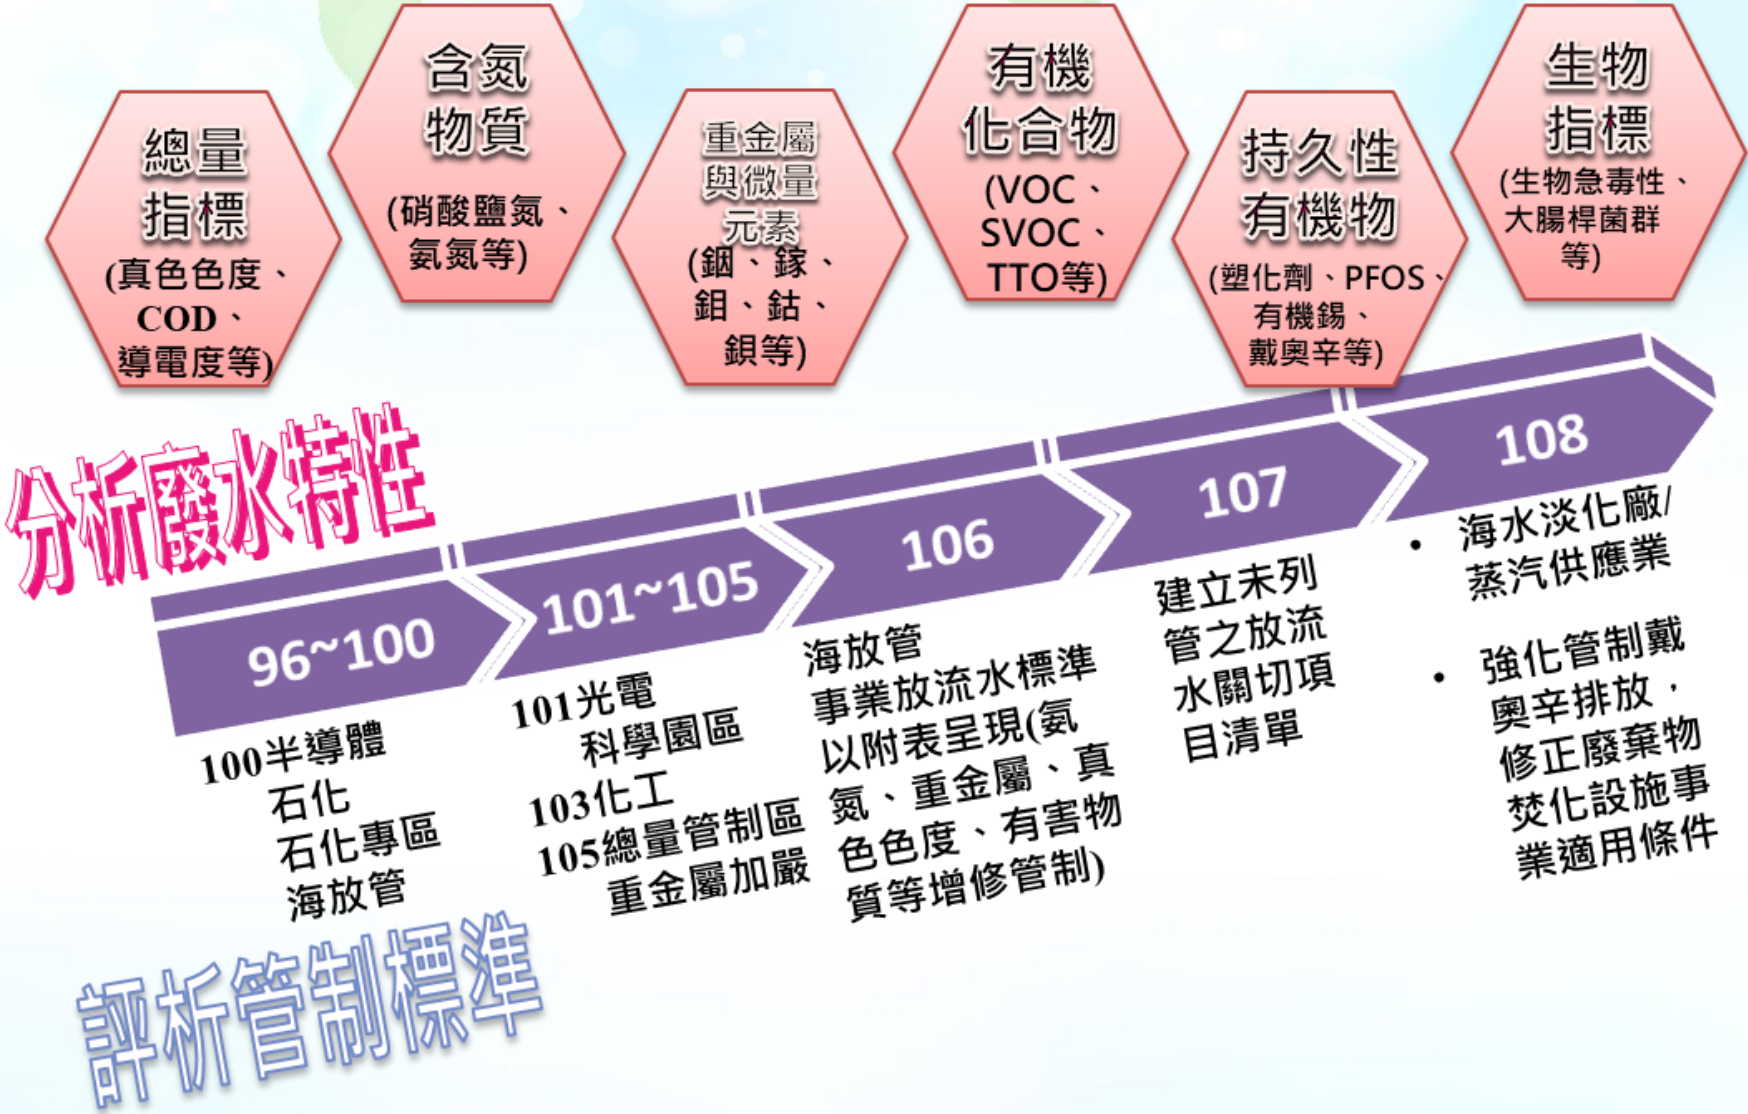 總量
指標
(真色色度、
COD、
導電度等)
含氮
物質
(硝酸鹽氮、
氨氮等)
重金屬
與微量
元素
(銦、鎵、
鉬、鈷、
鋇等)
有機
化合物
(VOC、
SVOC、
TTO等)
持久性
有機物
(塑化劑、PFOS、
有機錫、
戴奧辛等)
生物
指標
(生物急毒性、
大腸桿菌群
等)
分析廢水特性
96~100
101~105
106
107
108
100半導體
石化
石化專區
海放管
101光電
科學園區
103化工
105總量管制區
重金屬加嚴
海放管
事業放流水標準
以附表呈現(氨
氮、重金屬、真
色色度、有害物
質等增修管制)
建立未列
管之放流
水關切項
目清單
• 海水淡化廠/
蒸汽供應業
• 強化管制戴
奧辛排放，
修正廢棄物
焚化設施事
業適用條件
評析管制標準